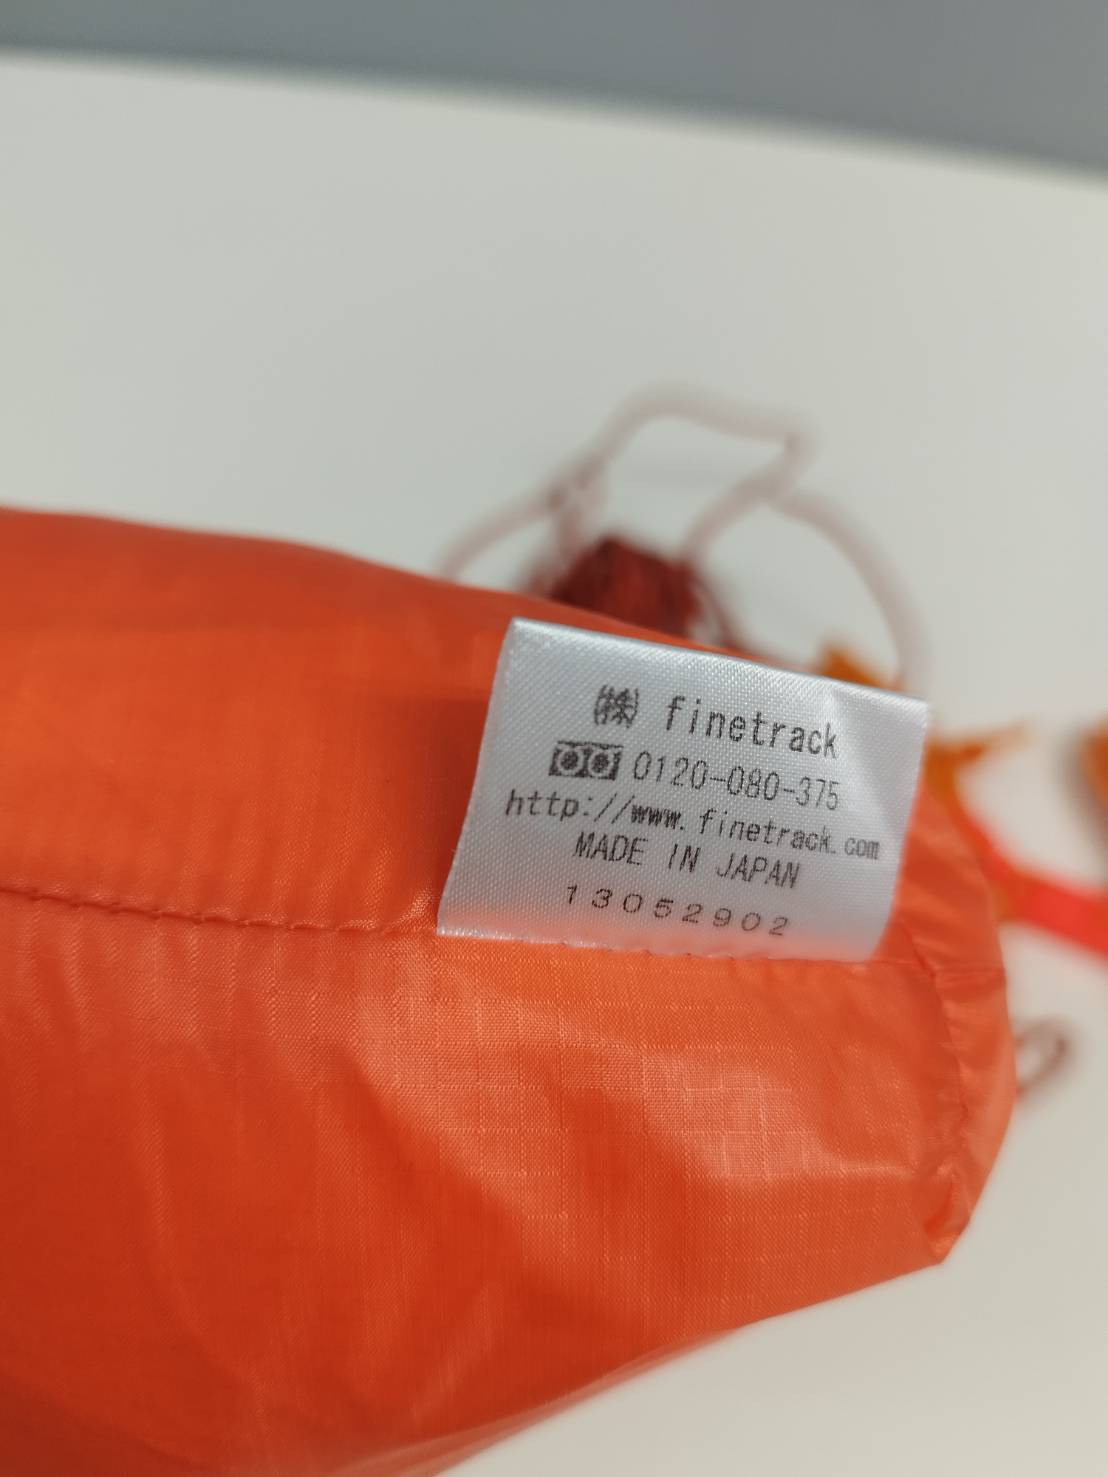 ㈱ finetrack
0120-080-375
http://www.finetrack.com
MADE IN JAPAN
13052902